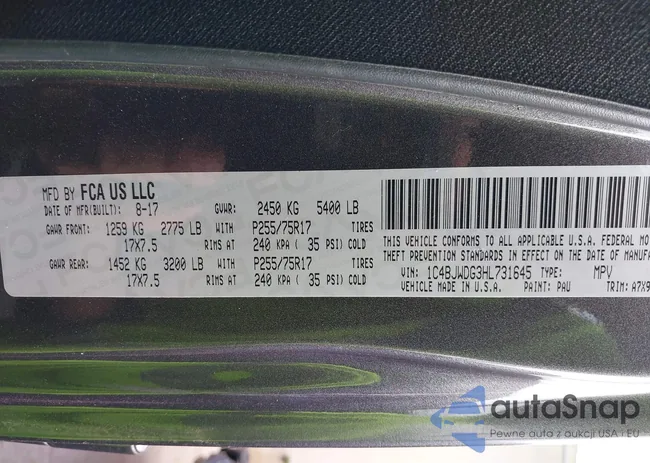 MFD BY FCA US LLC
DATE OF MFR(BUILT): 8-17 GVWR: 2450 KG 5400 LB
GAWR FRONT: 1259 KG 2775 LB WITH P255/75R17 TIRES
17X7.5 RIMS AT 240 KPA ( 35 PSI) COLD
GAWR REAR: 1452 KG 3200 LB WITH P255/75R17 TIRES
17X7.5 RIMS AT 240 KPA ( 35 PSI) COLD
THIS VEHICLE CONFORMS TO ALL APPLICABLE U.S.A. FEDERAL MOTOR
THEFT PREVENTION STANDARDS IN EFFECT ON THE DATE OF MANUFA
VIN: 1C4BJWDG3HL731645 TYPE: MPV
VEHICLE MADE IN U.S.A. PAINT: PAU TRIM: A7X9
autaSnap
Pewne auta z aukcji USA i EU